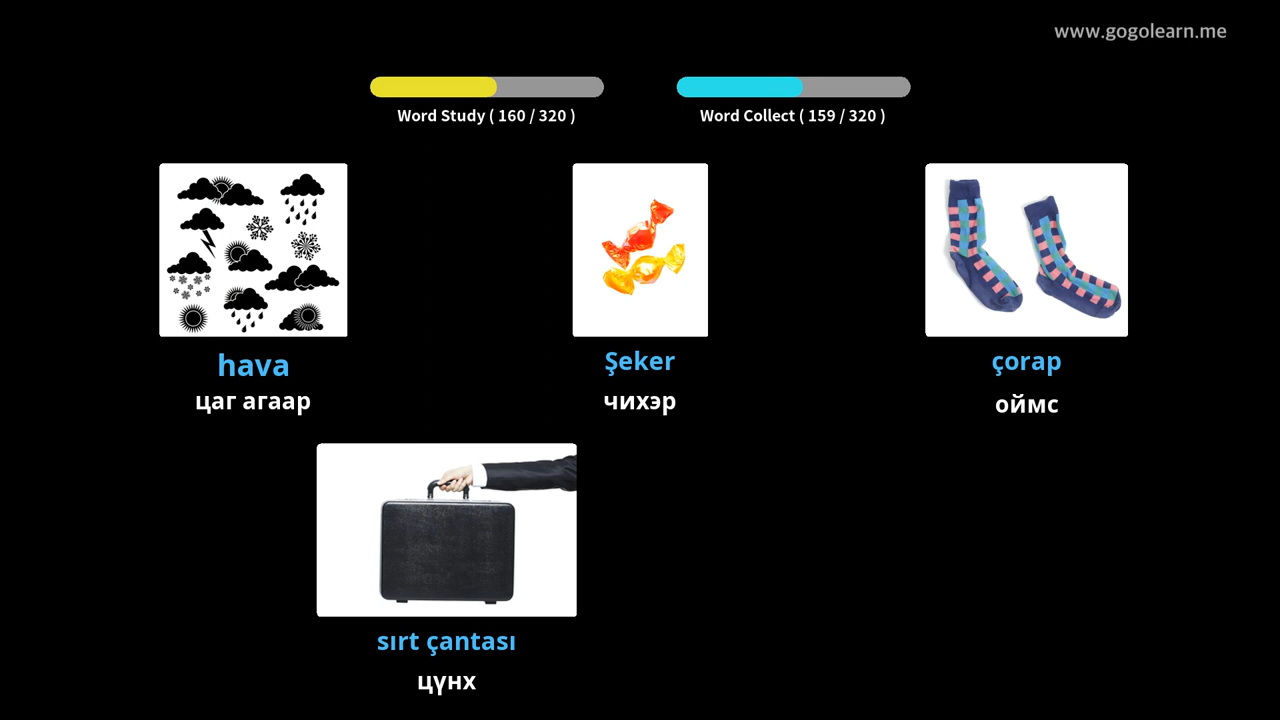 www.gogolearn.me
Word Study ( 160 / 320 )
Word Collect ( 159 / 320 )
hava
цаг агаар
Şeker
чихэр
çorap
оймс
sırt çantası
цүнх